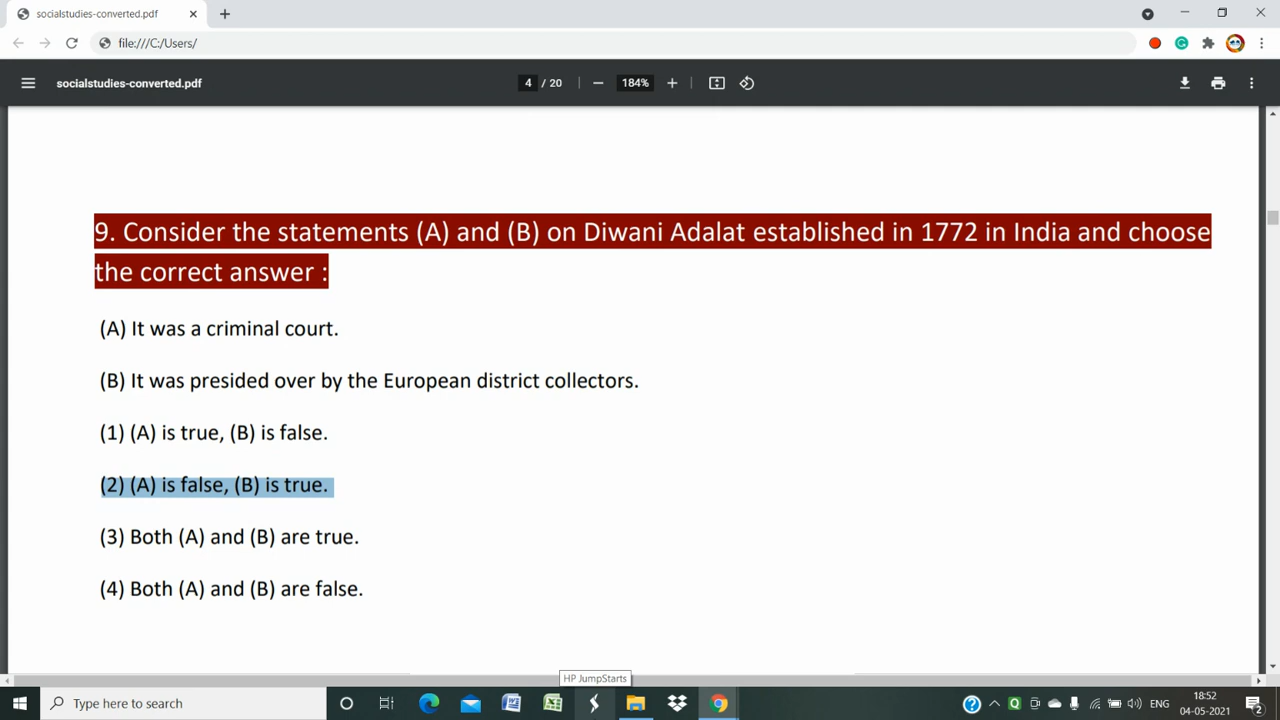 socialstudies-converted.pdf
file:///C:/Users/
socialstudies-converted.pdf
4 / 20
184%
9. Consider the statements (A) and (B) on Diwani Adalat established in 1772 in India and choose
the correct answer :
(A) It was a criminal court.
(B) It was presided over by the European district collectors.
(1) (A) is true, (B) is false.
(2) (A) is false, (B) is true.
(3) Both (A) and (B) are true.
(4) Both (A) and (B) are false.
HP JumpStarts
Type here to search
ENG
18:52
04-05-2021
2